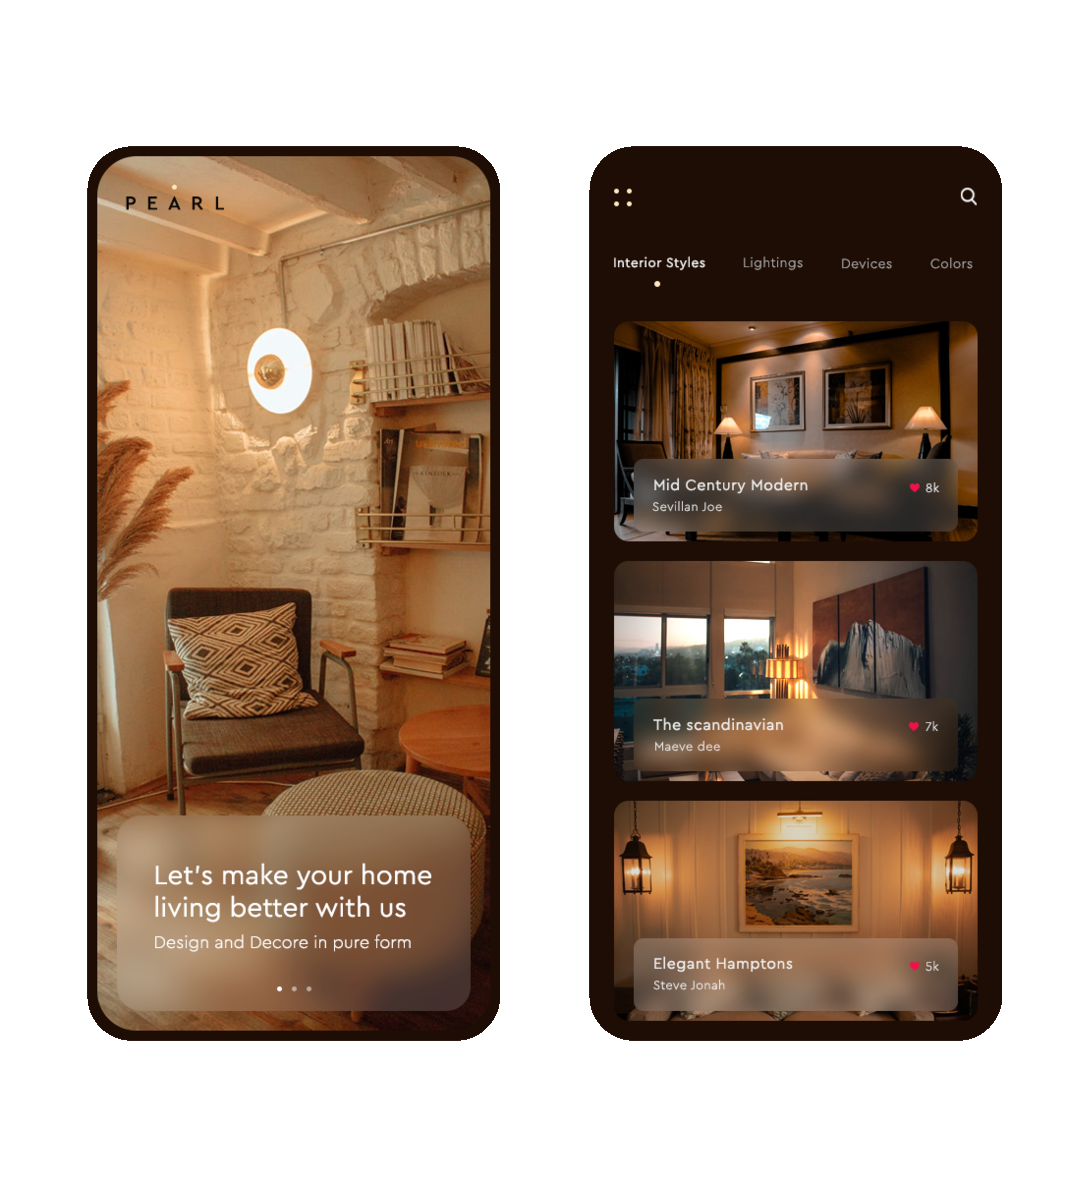 PEARL
Let's make your home
living better with us
Design and Decore in pure form
Interior Styles Lightings Devices Colors
Mid Century Modern 8k
Sevillan Joe
The scandinavian 7k
Maeve dee
Elegant Hamptons 5k
Steve Jonah